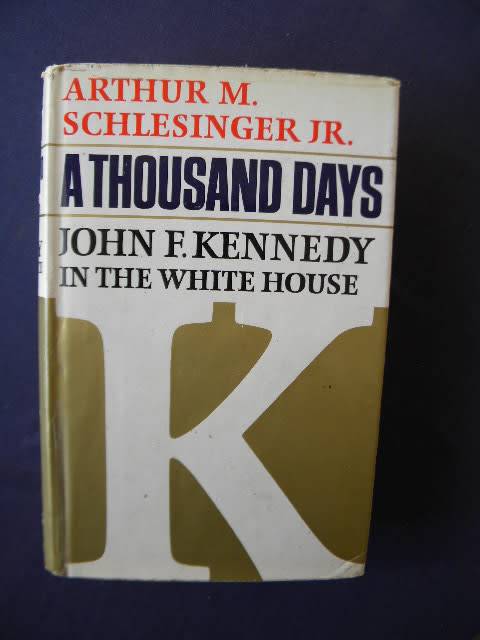 ARTHUR M.
SCHLESINGER JR.
A THOUSAND DAYS
JOHN F. KENNEDY
IN THE WHITE HOUSE
K